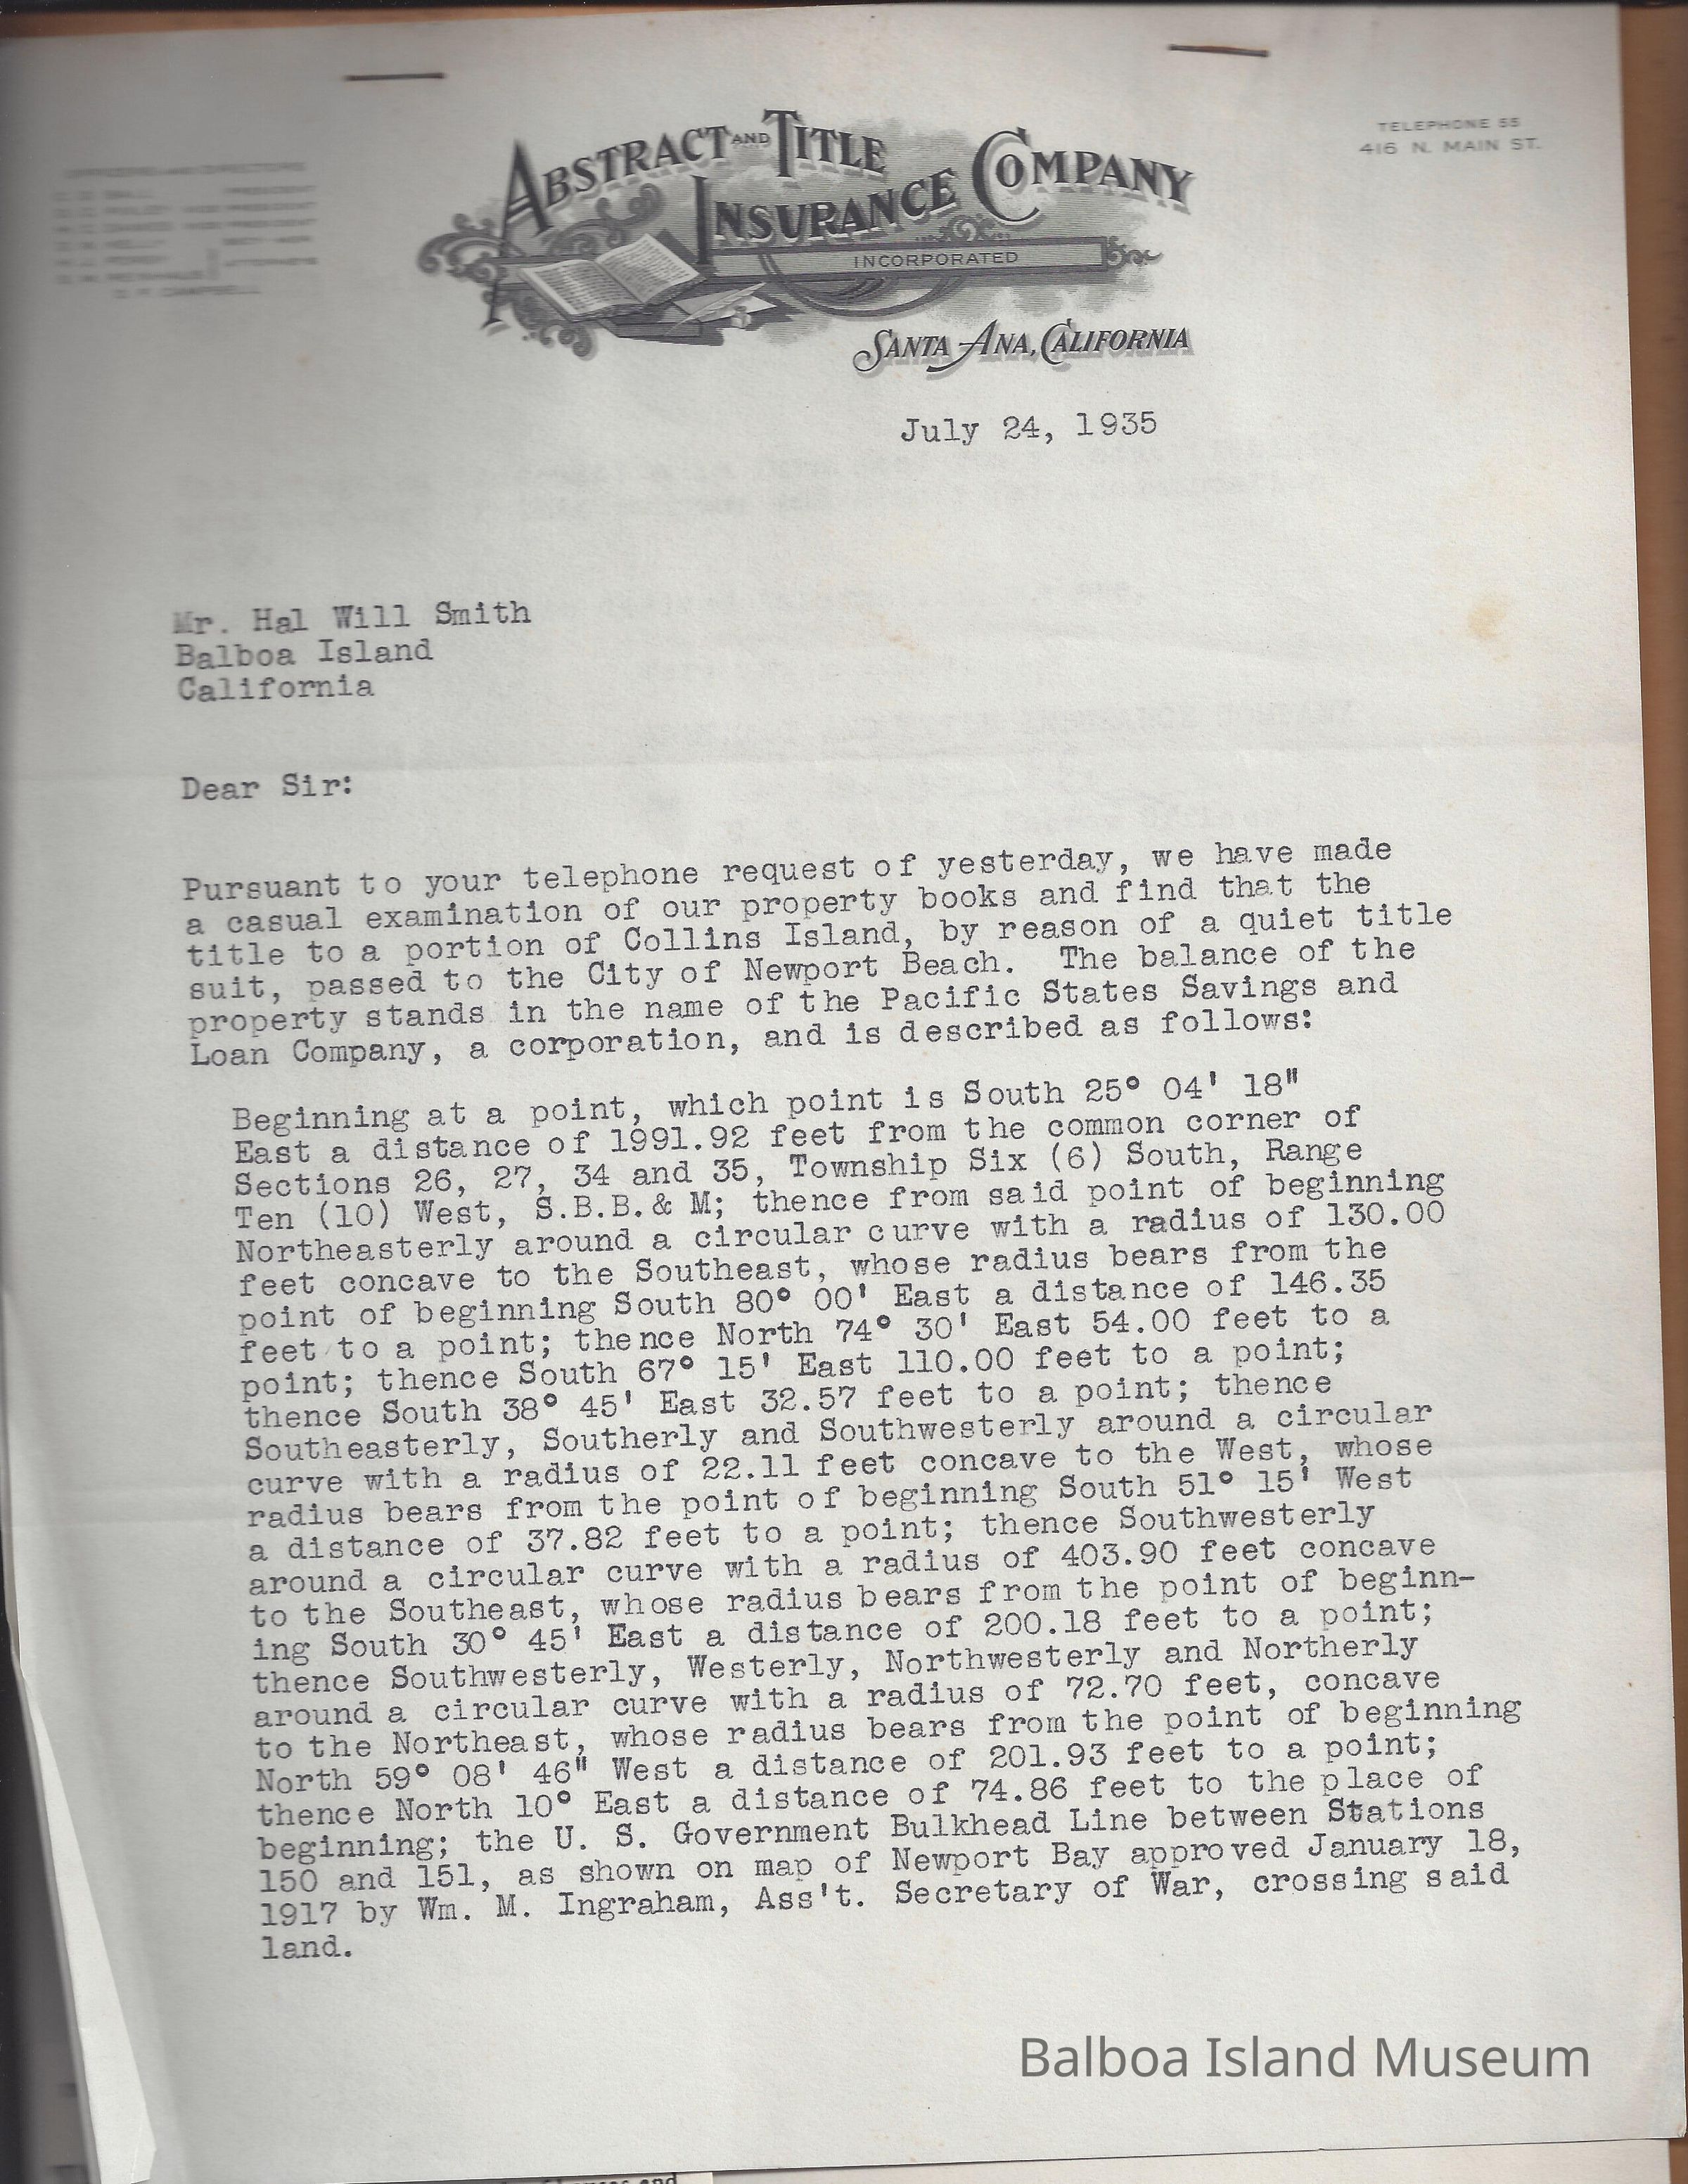 ABSTRACT AND TITLE
INSURANCE COMPANY
INCORPORATED
SANTA ANA, CALIFORNIA
TELEPHONE 55
416 N. MAIN ST.
OFFICERS AND DIRECTORS
PRESIDENT
VICE PRESIDENT
VICE PRESIDENT
ATTORNEYS
CAMPBELL
July 24, 1935
Mr. Hal Will Smith
Balboa Island
California
Dear Sir:
Pursuant to your telephone request of yesterday, we have made
a casual examination of our property books and find that the
title to a portion of Collins Island, by reason of a quiet title
suit, passed to the City of Newport Beach. The balance of the
property stands in the name of the Pacific States Savings and
Loan Company, a corporation, and is described as follows:
Beginning at a point, which point is South 25° 04' 18"
East a distance of 1991.92 feet from the common corner of
Sections 26, 27, 34 and 35, Township Six (6) South, Range
Ten (10) West, S.B.B.& M; thence from said point of beginning
Northeasterly around a circular curve with a radius of 130.00
feet concave to the Southeast, whose radius bears from the
point of beginning South 80° 00' East a distance of 146.35
feet to a point; thence North 74° 30' East 54.00 feet to a
point; thence South 67° 15' East 110.00 feet to a point;
thence South 38° 45' East 32.57 feet to a point; thence
Southeasterly, Southerly and Southwesterly around a circular
curve with a radius of 22.11 feet concave to the West, whose
radius bears from the point of beginning South 51° 15' West
a distance of 37.82 feet to a point; thence Southwesterly
around a circular curve with a radius of 403.90 feet concave
to the Southeast, whose radius bears from the point of beginn-
ing South 30° 45' East a distance of 200.18 feet to a point;
thence Southwesterly, Westerly, Northwesterly and Northerly
around a circular curve with a radius of 72.70 feet, concave
to the Northeast, whose radius bears from the point of beginning
North 59° 08' 46" West a distance of 201.93 feet to a point;
thence North 10° East a distance of 74.86 feet to the place of
beginning; the U. S. Government Bulkhead Line between Stations
150 and 151, as shown on map of Newport Bay approved January 18,
1917 by Wm. M. Ingraham, Ass't. Secretary of War, crossing said
land.
Balboa Island Museum